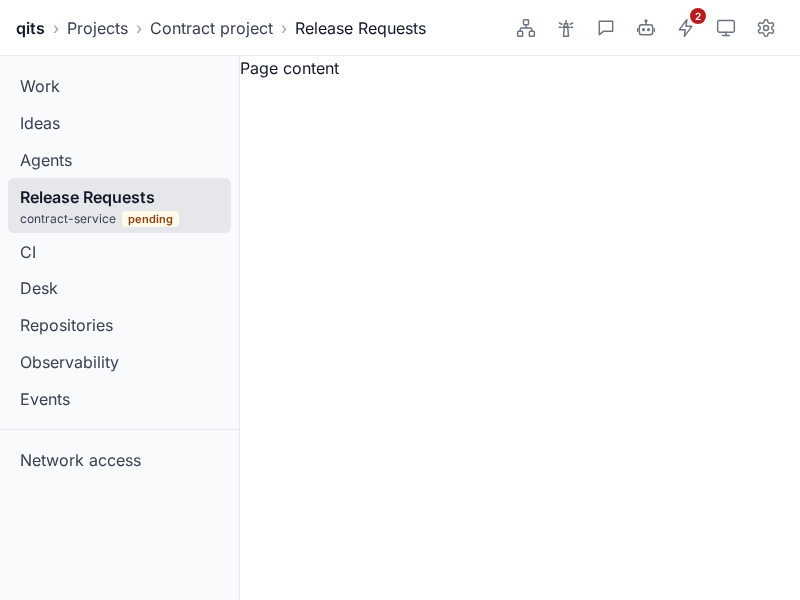 qits › Projects › Contract project › Release Requests
2
Work
Ideas
Agents
Release Requests
contract-service pending
CI
Desk
Repositories
Observability
Events
Network access
Page content